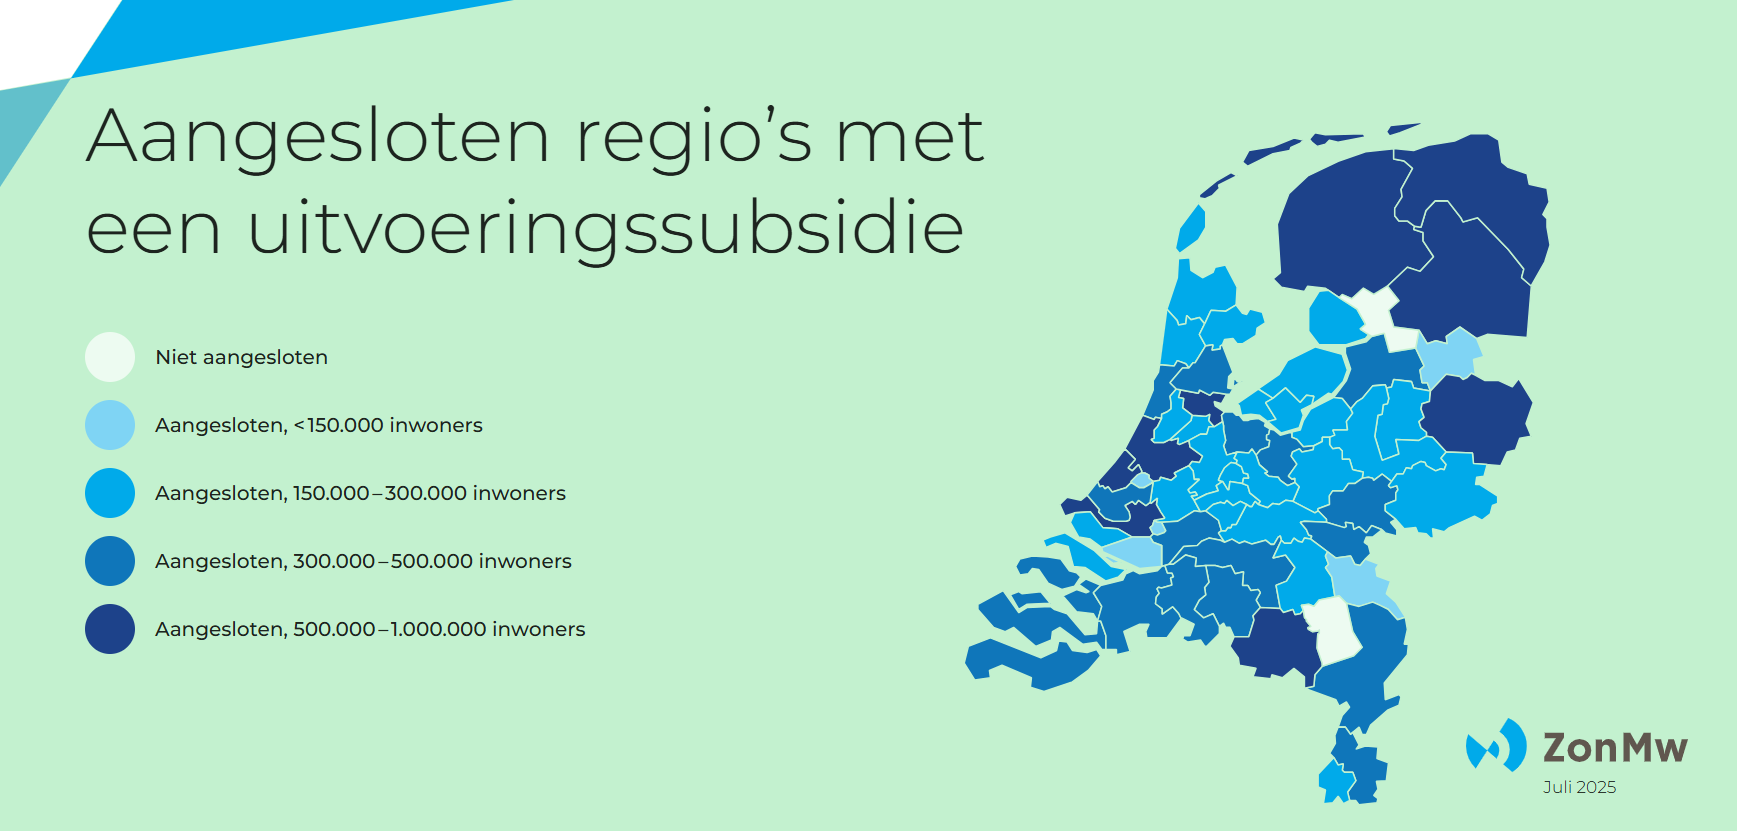 Aangesloten regio’s met
een uitvoeringssubsidie
Niet aangesloten
Aangesloten, <150.000 inwoners
Aangesloten, 150.000–300.000 inwoners
Aangesloten, 300.000–500.000 inwoners
Aangesloten, 500.000–1.000.000 inwoners
ZonMw
Juli 2025